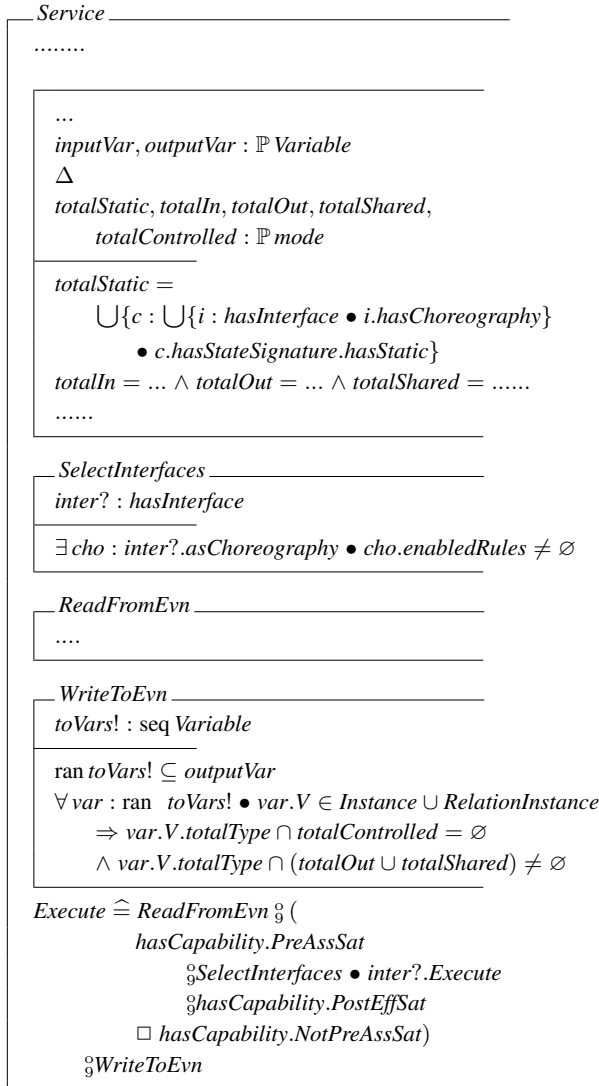 Service
........
...
inputVar, outputVar : ℙ Variable
Δ
totalStatic, totalIn, totalOut, totalShared,
totalControlled : ℙ mode
totalStatic =
⋃{c : ⋃{i : hasInterface • i.hasChoreography}
• c.hasStateSignature.hasStatic}
totalIn = ... ∧ totalOut = ... ∧ totalShared = ......
......
SelectInterfaces
inter? : hasInterface
∃ cho : inter?.asChoreography • cho.enabledRules ≠ ∅
ReadFromEvn
....
WriteToEvn
toVars! : seq Variable
ran toVars! ⊆ outputVar
∀ var : ran toVars! • var.V ∈ Instance ∪ RelationInstance
⇒ var.V.totalType ∩ totalControlled = ∅
∧ var.V.totalType ∩ (totalOut ∪ totalShared) ≠ ∅
Execute ≙ ReadFromEvn ⨟ (
hasCapability.PreAssSat
⨟SelectInterfaces • inter?.Execute
⨟hasCapability.PostEffSat
□ hasCapability.NotPreAssSat)
⨟WriteToEvn